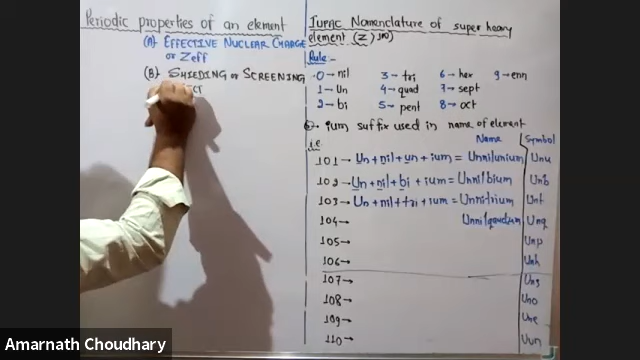 Periodic properties of an element
(A) EFFECTIVE NUCLEAR CHARGE
or Zeff
(B) SHIEDING or SCREENING
IUPAC Nomenclature of super heavy
element (Z>100)
Rule:-
0 → nil 3 → tri 6 → hex 9 → enn
1 → Un 4 → quad 7 → sept
2 → bi 5 → pent 8 → oct
ium suffix used in name of element
i.e. Name Symbol
101 → Un + nil + un + ium = Unnilunium Unu
102 → Un + nil + bi + ium = Unnilbium Unb
103 → Un + nil + tri + ium = Unniltrium Unt
104 → Unnilquadium Unq
105 → Unp
106 → Unh
107 → Uns
108 → Uno
109 → Une
110 → Uun
Amarnath Choudhary